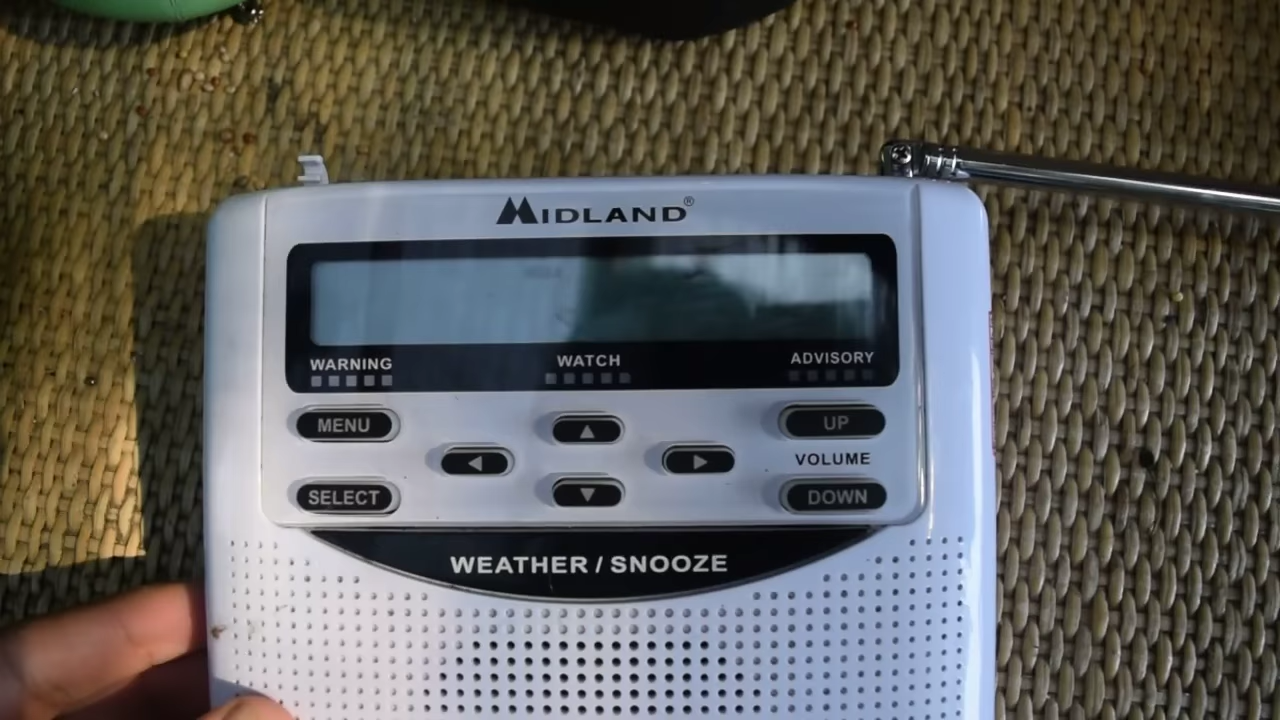 MIDLAND®
WARNING
WATCH
ADVISORY
MENU
UP
VOLUME
SELECT
DOWN
WEATHER / SNOOZE